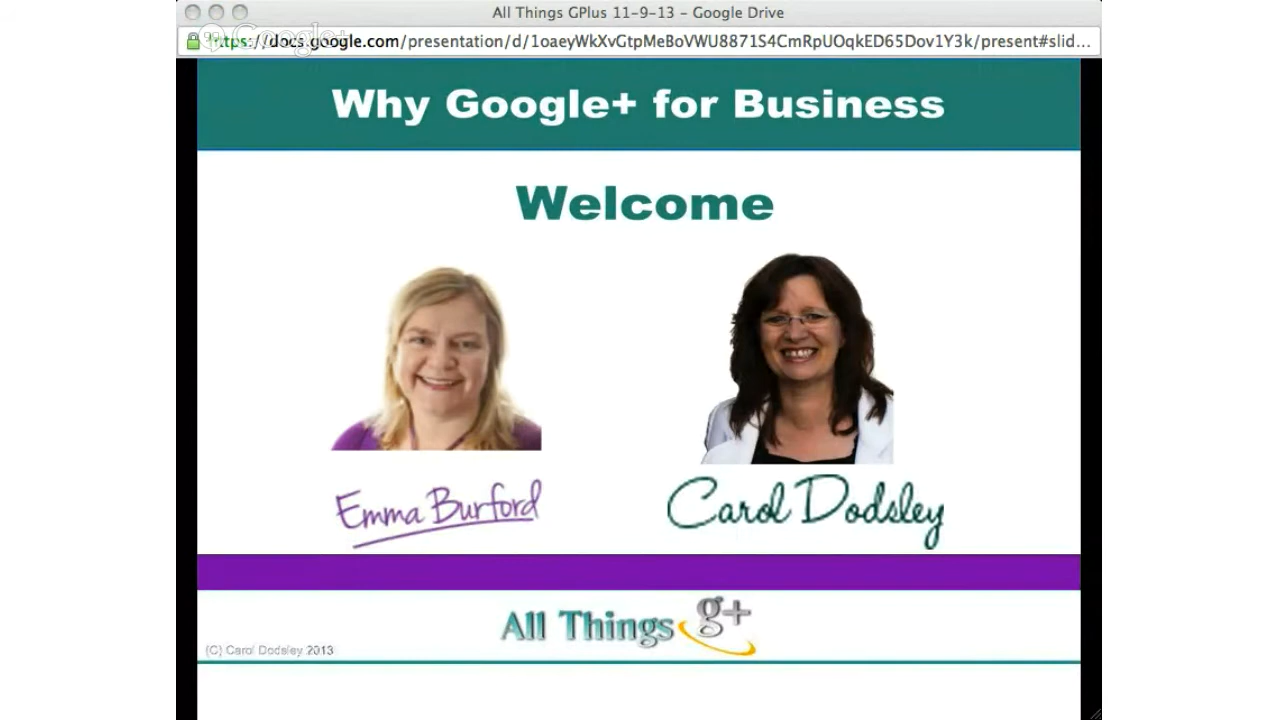 All Things GPlus 11-9-13 – Google Drive
Google+
https://docs.google.com/presentation/d/1oaeyWkXvGtpMeBoVWU8871S4CmRpUOqkED65Dov1Y3k/present#slid...
Why Google+ for Business
Welcome
Emma Burford
Carol Dodsley
All Things g+
(C) Carol Dodsley 2013